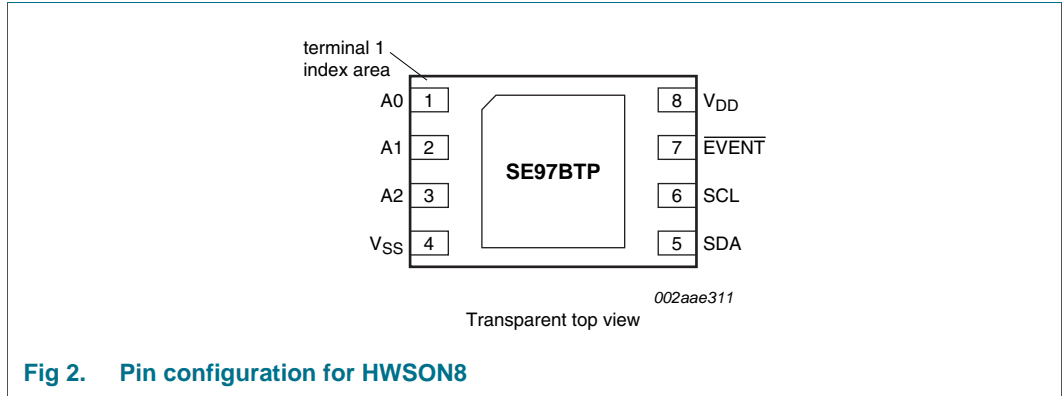 terminal 1
index area
A0 1
A1 2
A2 3
VSS 4
SE97BTP
8 VDD
7 EVENT
6 SCL
5 SDA
002aae311
Transparent top view
Fig 2. Pin configuration for HWSON8